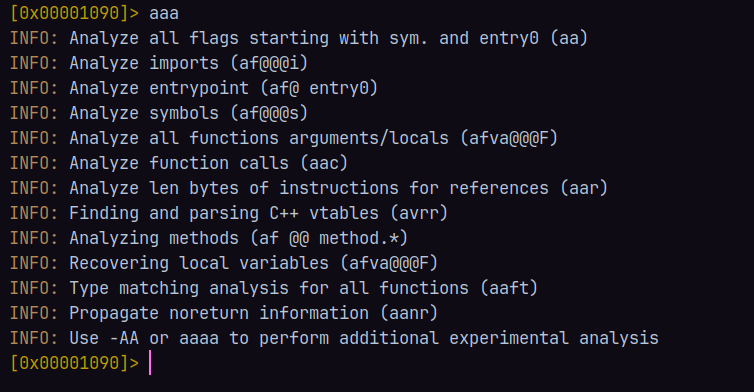 [0x00001090]> aaa
INFO: Analyze all flags starting with sym. and entry0 (aa)
INFO: Analyze imports (af@@@i)
INFO: Analyze entrypoint (af@ entry0)
INFO: Analyze symbols (af@@@s)
INFO: Analyze all functions arguments/locals (afva@@@F)
INFO: Analyze function calls (aac)
INFO: Analyze len bytes of instructions for references (aar)
INFO: Finding and parsing C++ vtables (avrr)
INFO: Analyzing methods (af @@ method.*)
INFO: Recovering local variables (afva@@@F)
INFO: Type matching analysis for all functions (aaft)
INFO: Propagate noreturn information (aanr)
INFO: Use -AA or aaaa to perform additional experimental analysis
[0x00001090]>